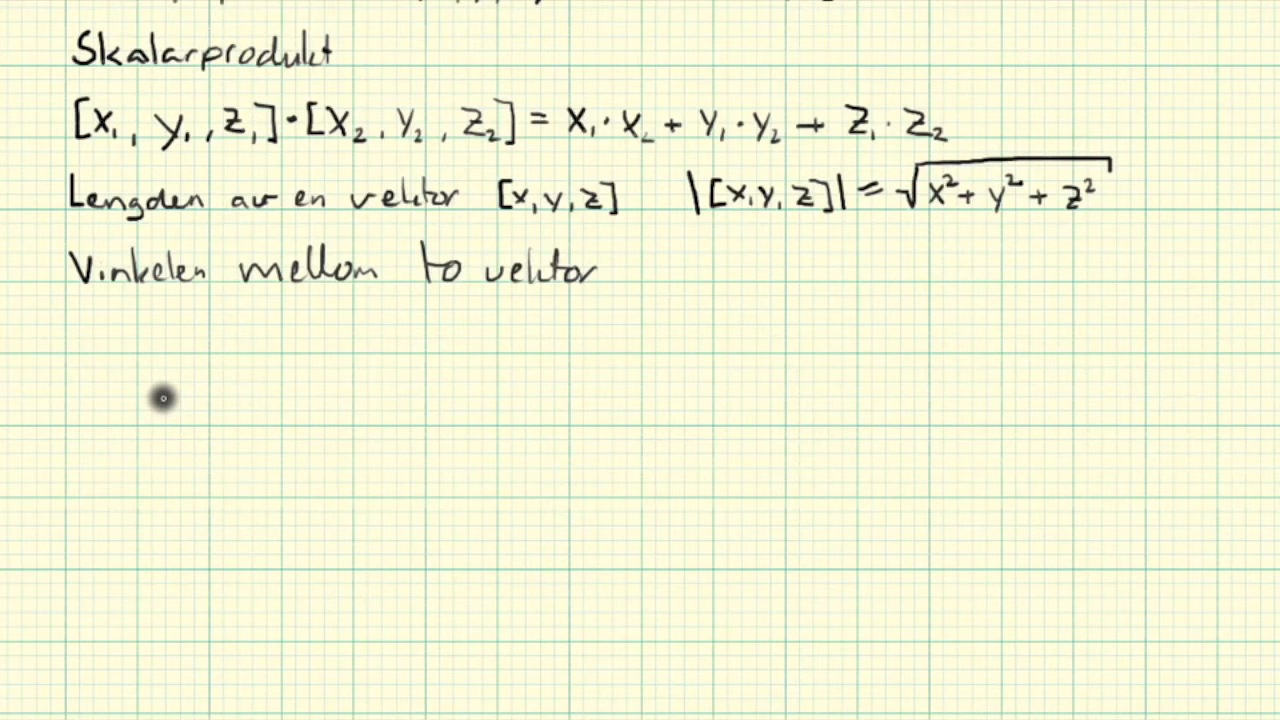 Skalarprodukt
[x₁, y₁, z₁]·[x₂, y₂, z₂] = x₁·x₂ + y₁·y₂ + z₁·z₂
Lengden av en vektor [x,y,z] |[x,y,z]| = √(x²+y²+z²)
Vinkelen mellom to vektor